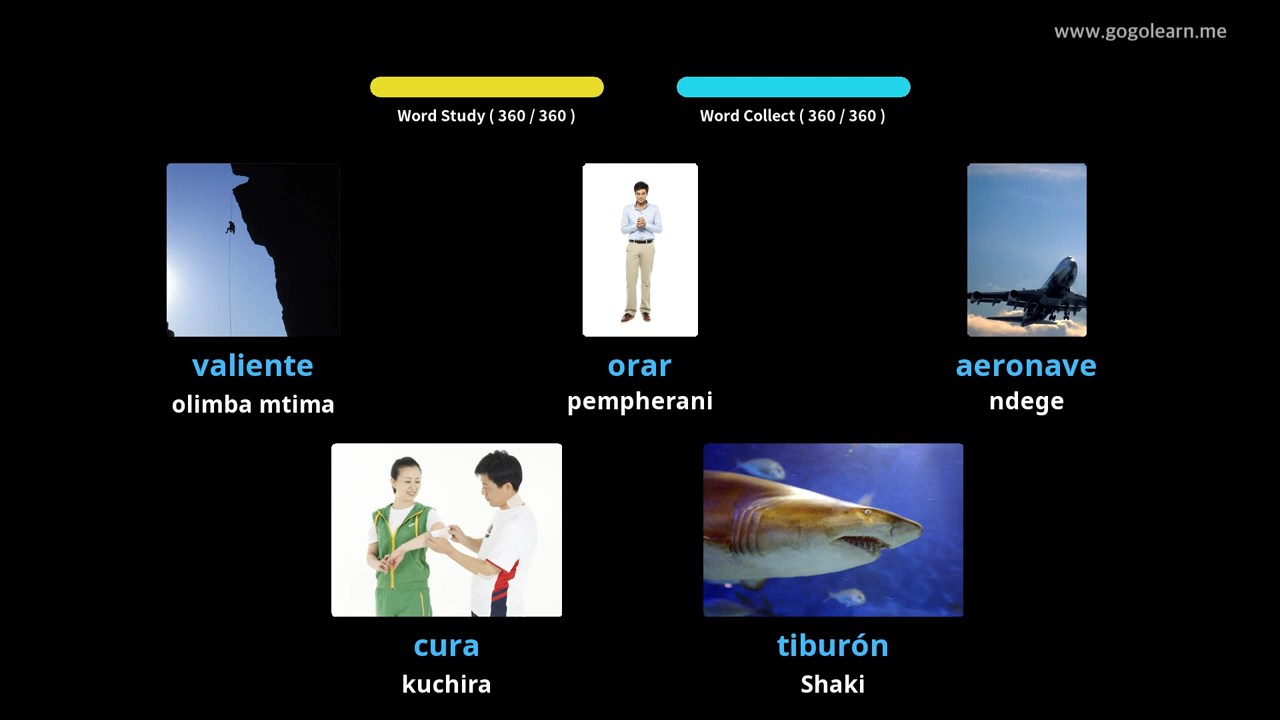 www.gogolearn.me
Word Study ( 360 / 360 )
Word Collect ( 360 / 360 )
valiente
olimba mtima
orar
pempherani
aeronave
ndege
cura
kuchira
tiburón
Shaki